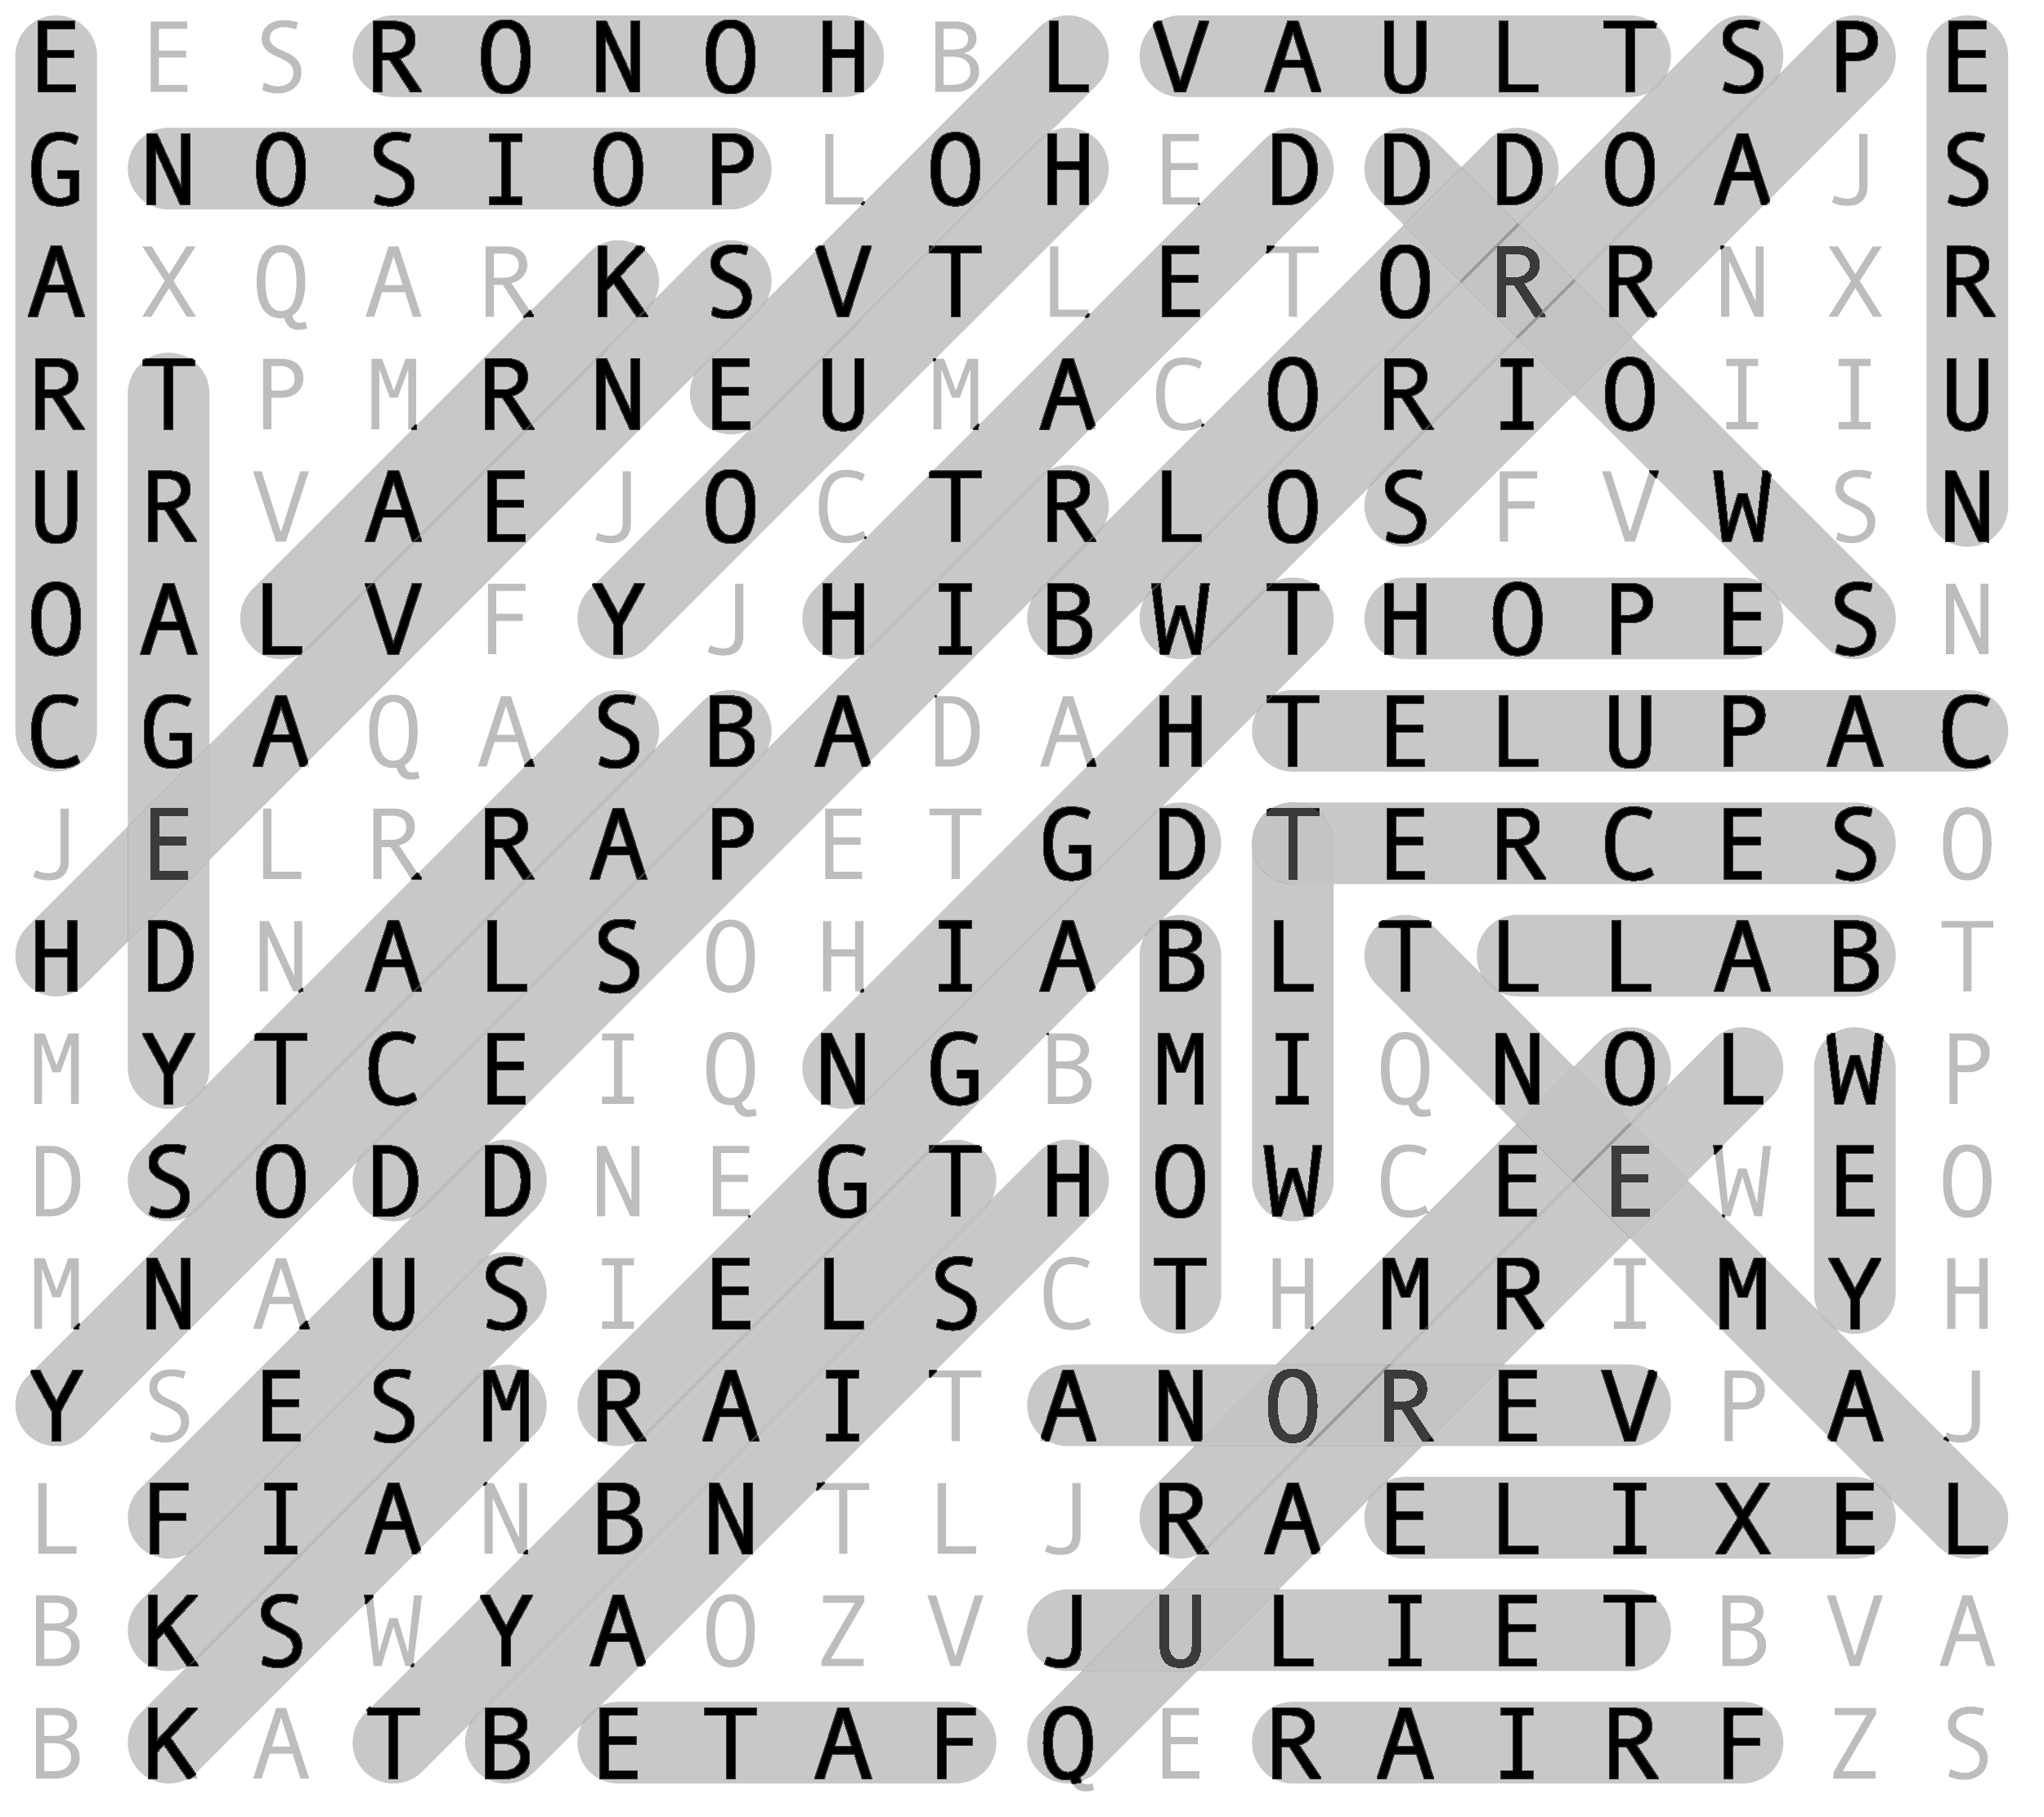 E E S R O N O H B L V A U L T S P E
G N O S I O P L O H E D D D O A J S
A X Q A R K S V T L E T O R R N X R
R T P M R N E U M A C O R I O I I U
U R V A E J O C T R L O S F V W S N
O A L V F Y J H I B W T H O P E S N
C G A Q A S B A D A H T E L U P A C
J E L R R A P E T G D T E R C E S O
H D N A L S O H I A B L T L L A B T
M Y T C E I Q N G B M I Q N O L W P
D S O D D N E G T H O W C E E W E O
M N A U S I E L S C T H M R I M Y H
Y S E S M R A I T A N O R E V P A J
L F I A N B N T L J R A E L I X E L
B K S W Y A O Z V J U L I E T B V A
B K A T B E T A F Q E R A I R F Z S